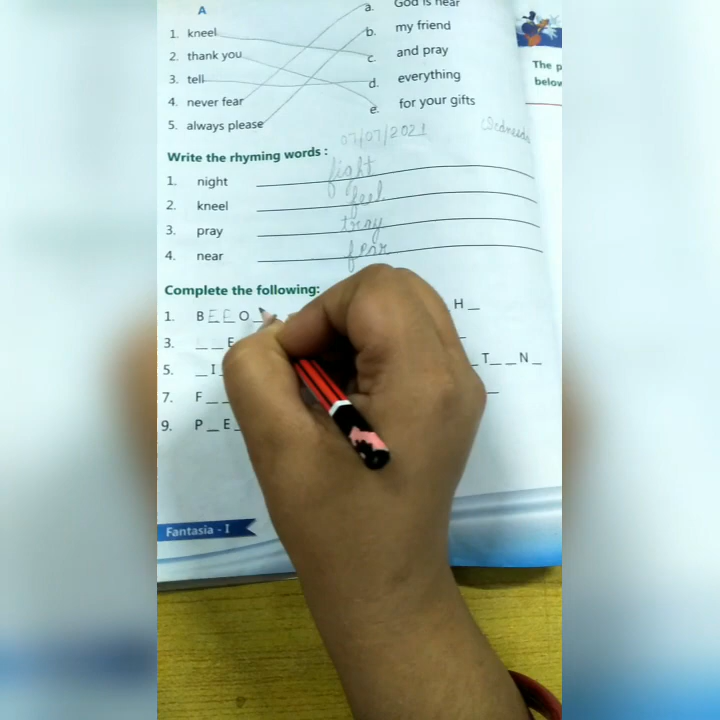 A
a. God is near
1. kneel
b. my friend
2. thank you
c. and pray
3. tell
d. everything
4. never fear
e. for your gifts
5. always please
The p
below
07/07/2021
Wednesda
Write the rhyming words :
1. night fight
2. kneel feel
3. pray tray
4. near fear
Complete the following:
1. B E F O _
H _
3. _ _ E
5. _ I
_ T _ _ N _
7. F _ _
9. P _ E _
Fantasia - I